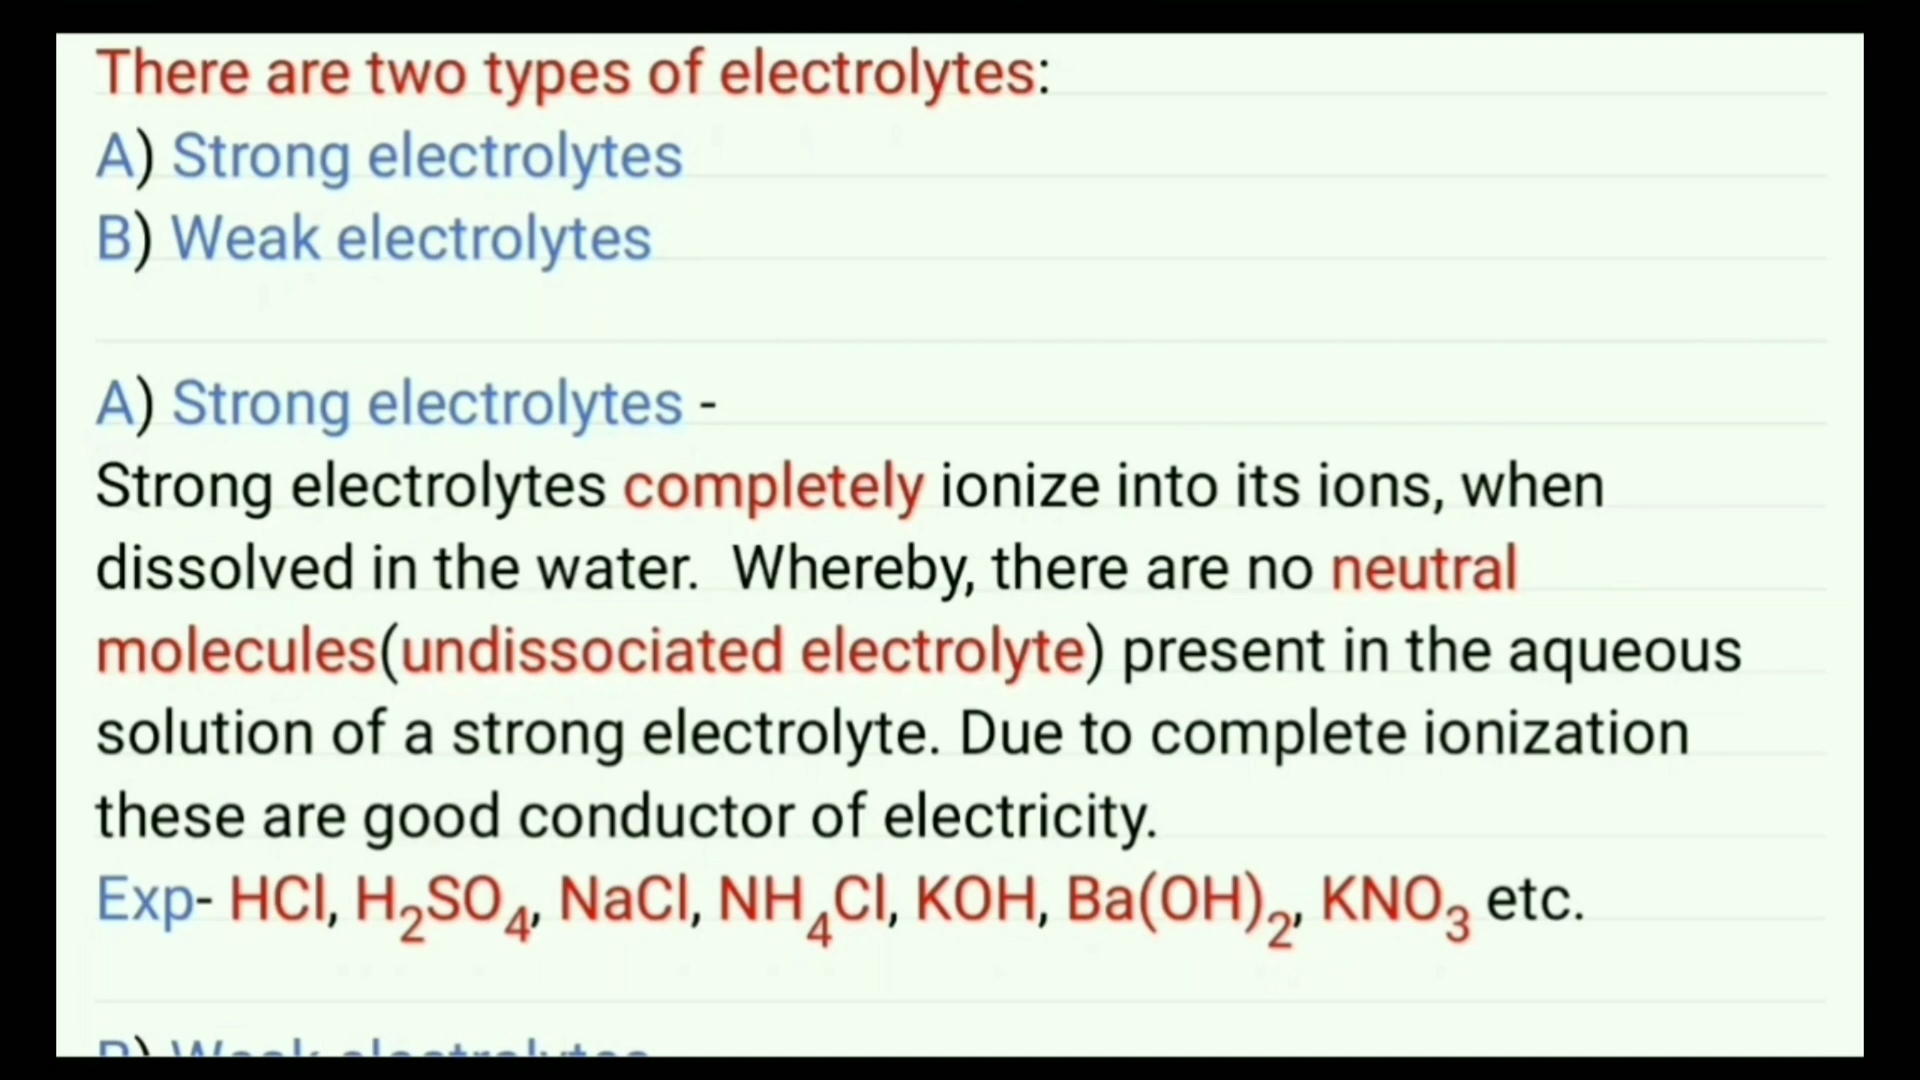 There are two types of electrolytes:
A) Strong electrolytes
B) Weak electrolytes
A) Strong electrolytes -
Strong electrolytes completely ionize into its ions, when
dissolved in the water.  Whereby, there are no neutral
molecules(undissociated electrolyte) present in the aqueous
solution of a strong electrolyte. Due to complete ionization
these are good conductor of electricity.
Exp- HCl, H₂SO₄, NaCl, NH₄Cl, KOH, Ba(OH)₂, KNO₃ etc.
B) Weak electrolytes